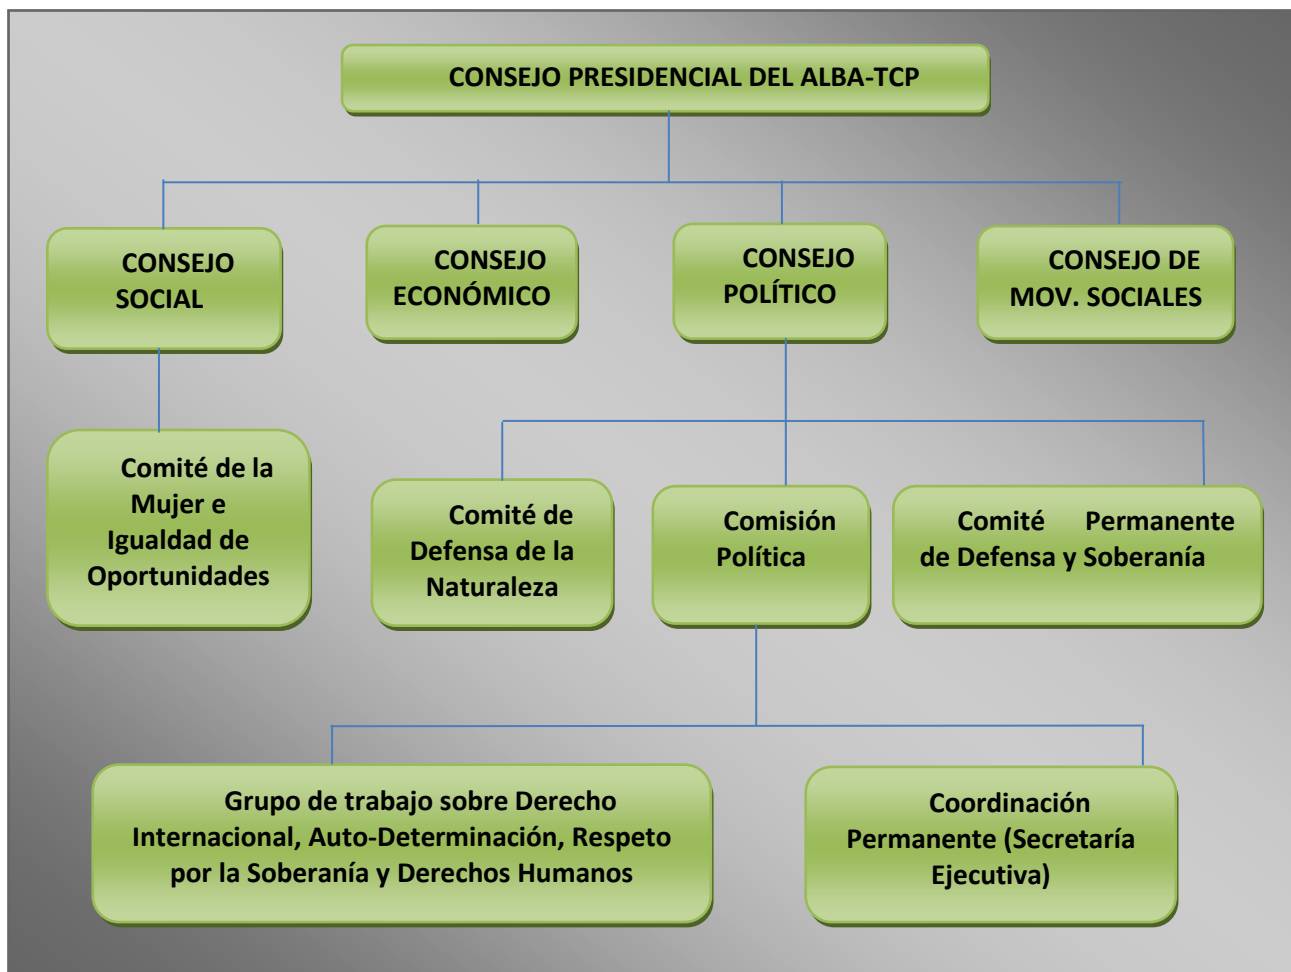 CONSEJO PRESIDENCIAL DEL ALBA-TCP
CONSEJO
SOCIAL
CONSEJO
ECONÓMICO
CONSEJO
POLÍTICO
CONSEJO DE
MOV. SOCIALES
Comité de la
Mujer e
Igualdad de
Oportunidades
Comité de
Defensa de la
Naturaleza
Comisión
Política
Comité Permanente
de Defensa y Soberanía
Grupo de trabajo sobre Derecho
Internacional, Auto-Determinación, Respeto
por la Soberanía y Derechos Humanos
Coordinación
Permanente (Secretaría
Ejecutiva)